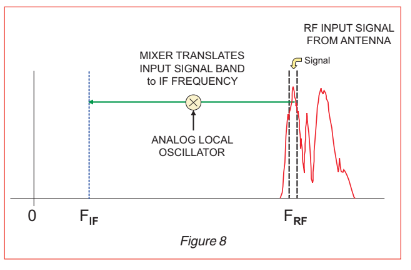 RF INPUT SIGNAL
FROM ANTENNA
Signal
MIXER TRANSLATES
INPUT SIGNAL BAND
to IF FREQUENCY
ANALOG LOCAL
OSCILLATOR
0
FIF
FRF
Figure 8